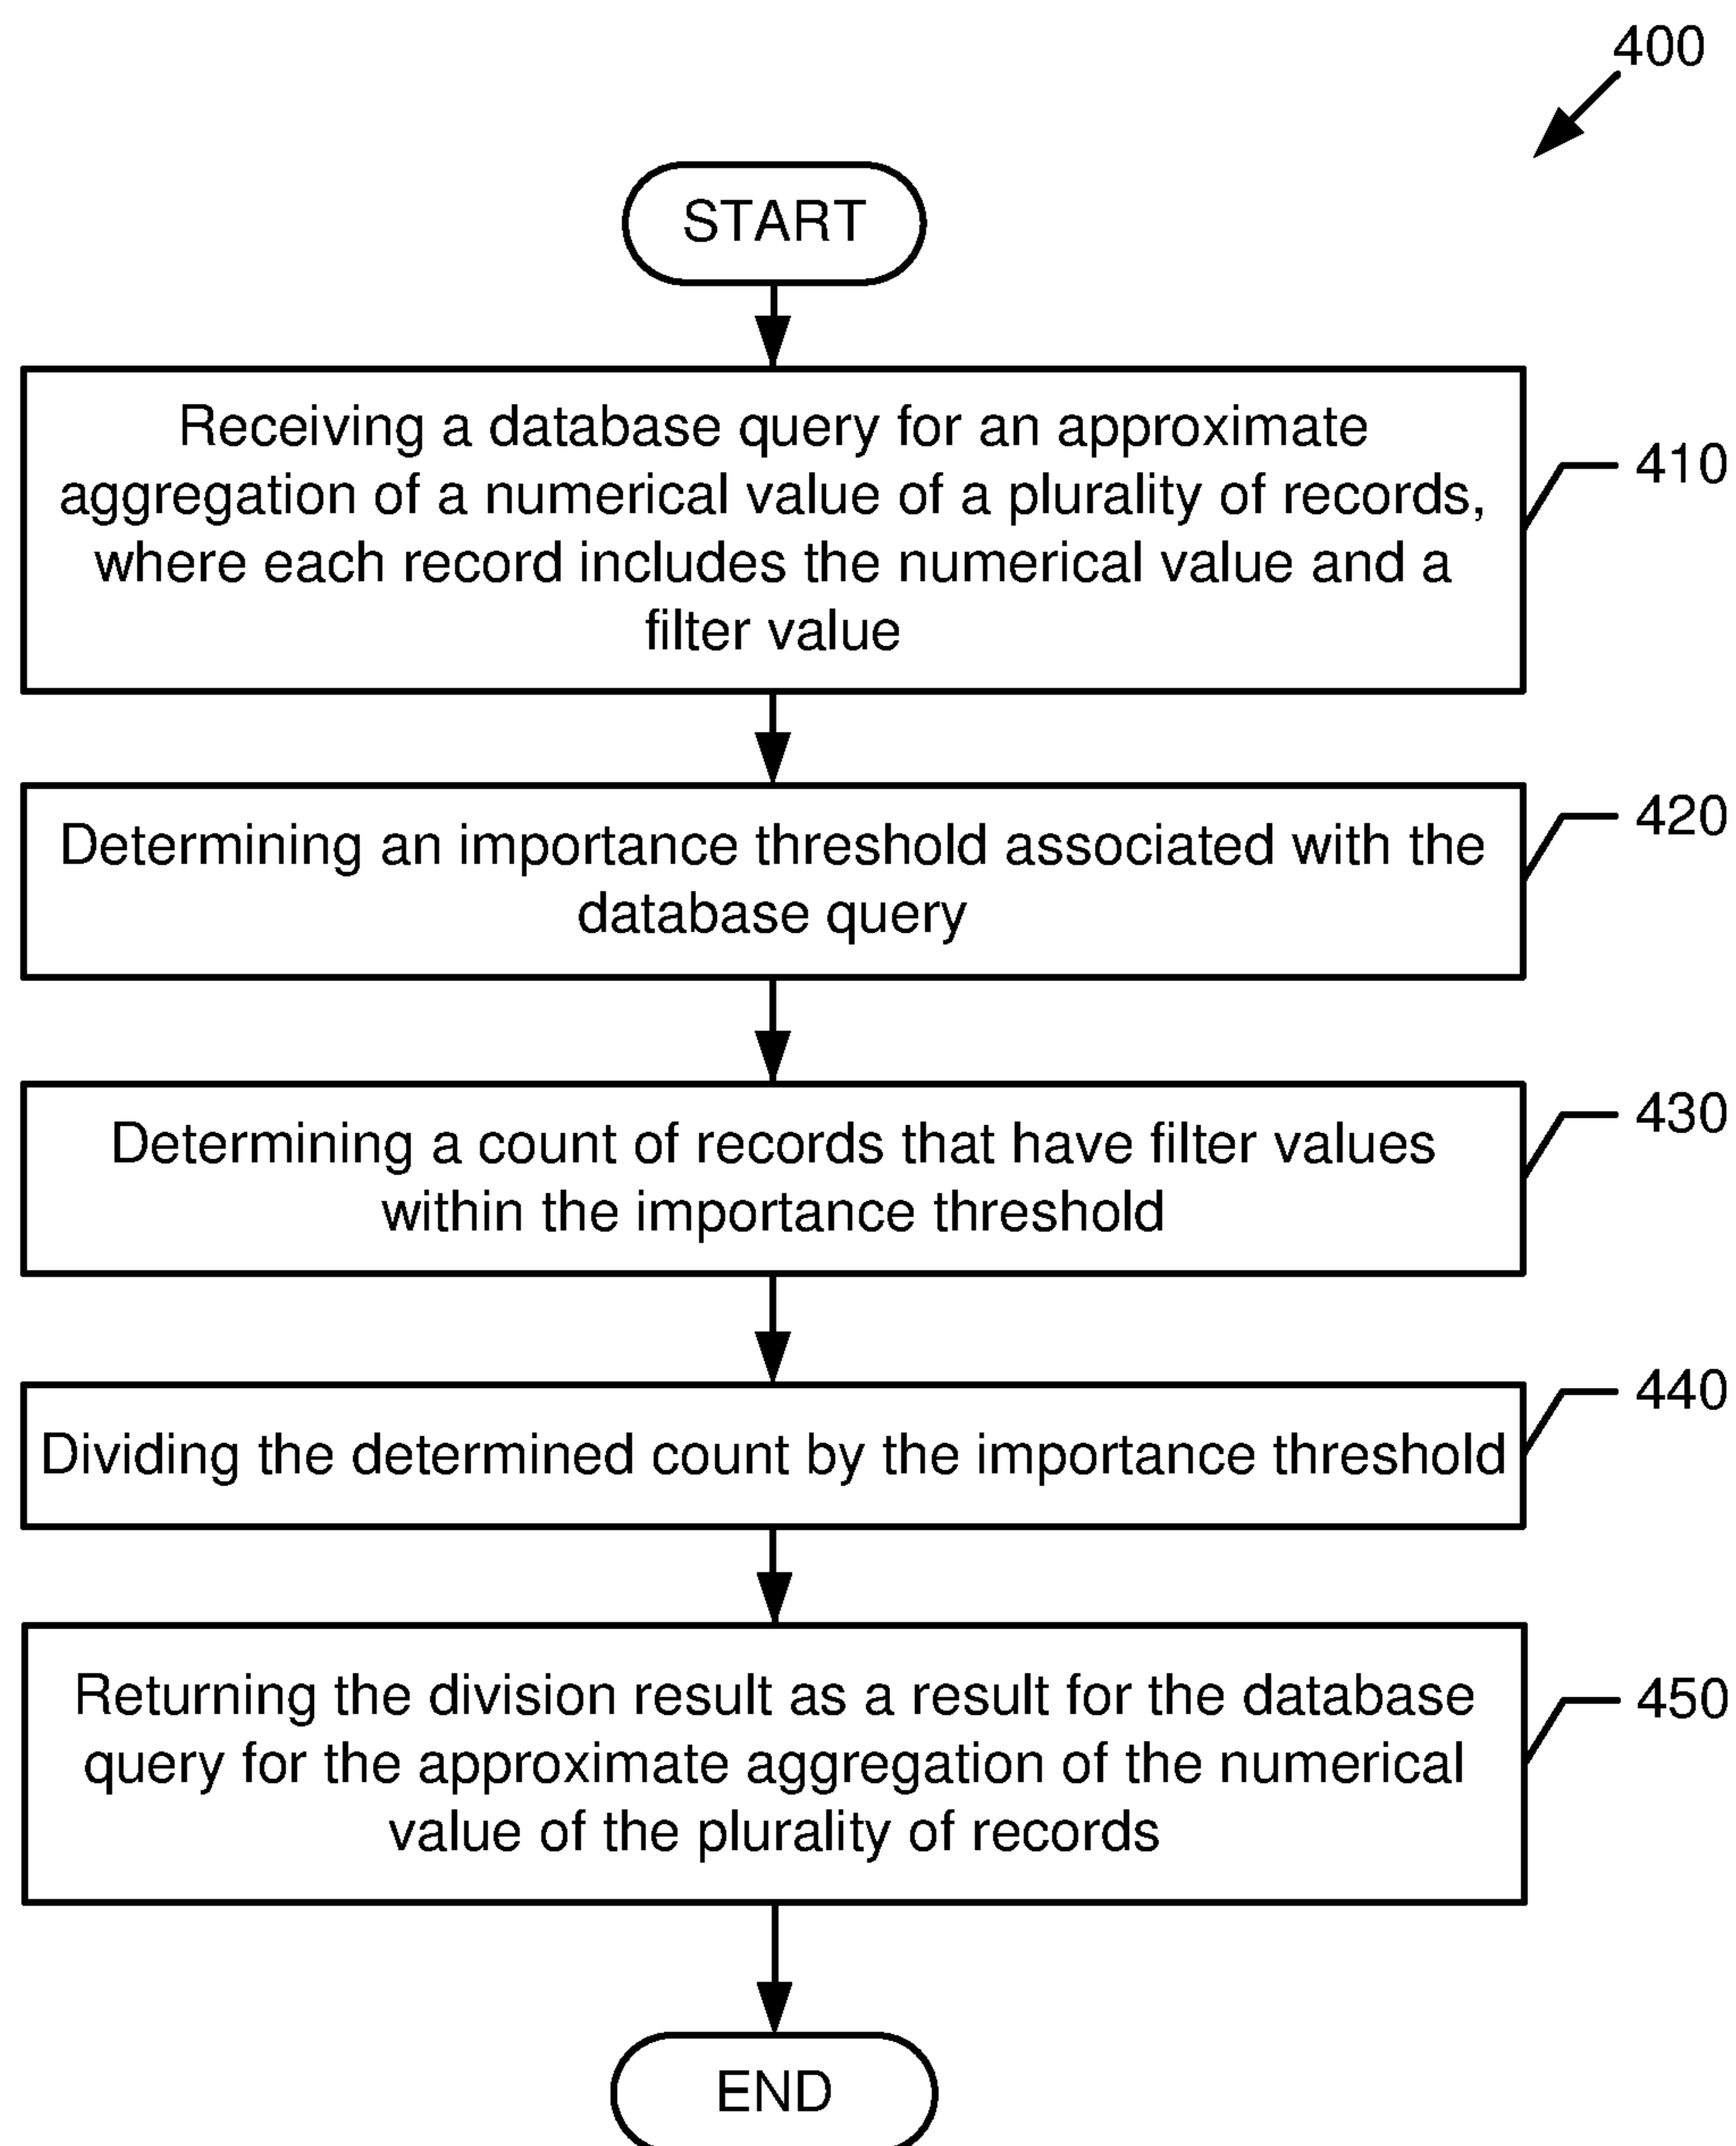 400
START
Receiving a database query for an approximate
aggregation of a numerical value of a plurality of records,
where each record includes the numerical value and a
filter value
410
Determining an importance threshold associated with the
database query
420
Determining a count of records that have filter values
within the importance threshold
430
Dividing the determined count by the importance threshold
440
Returning the division result as a result for the database
query for the approximate aggregation of the numerical
value of the plurality of records
450
END